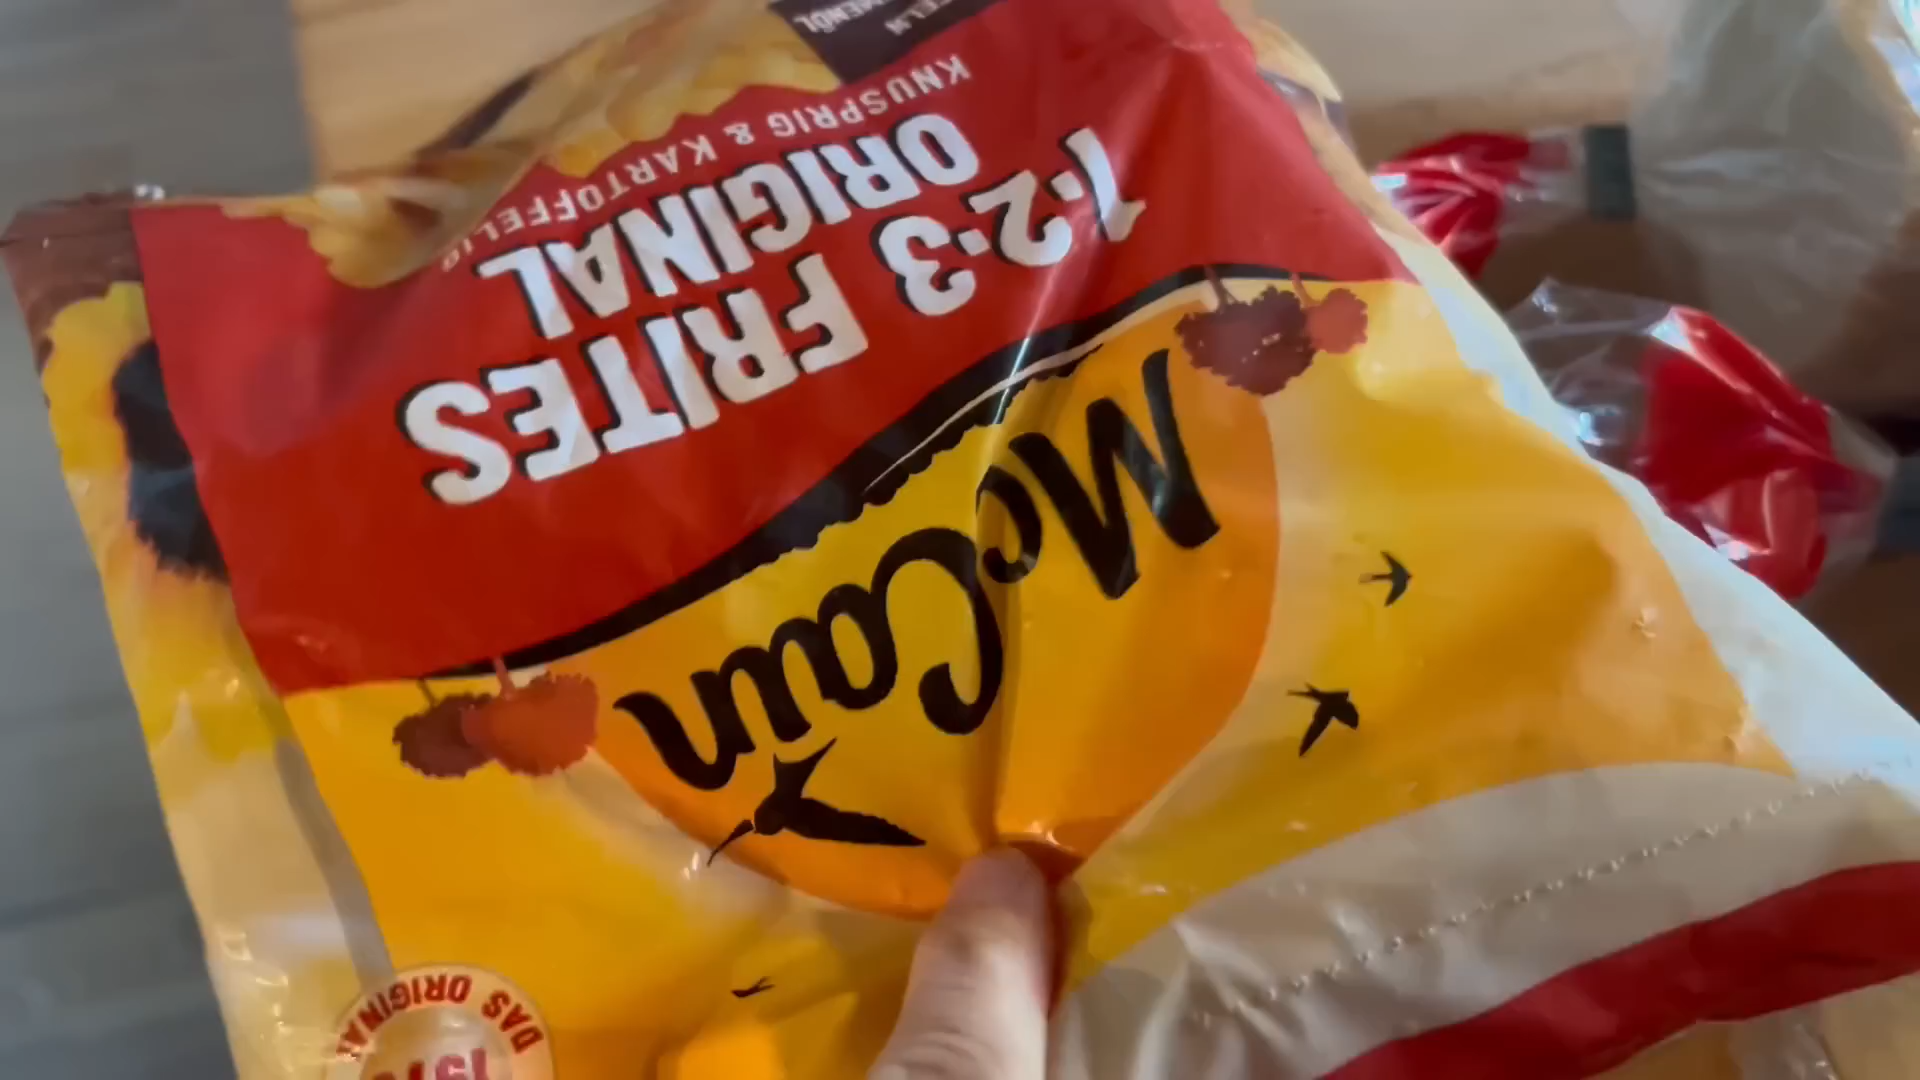 McCain
1·2·3 FRITES
ORIGINAL
KNUSPRIG & KARTOFFELIG
DAS ORIGINAL